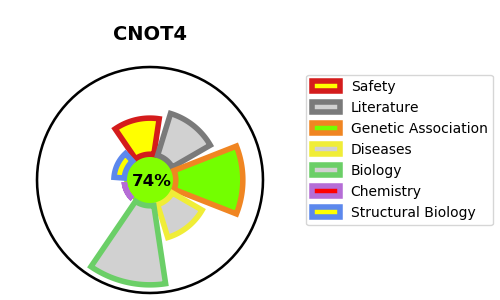 CNOT4
74%
Safety
Literature
Genetic Association
Diseases
Biology
Chemistry
Structural Biology